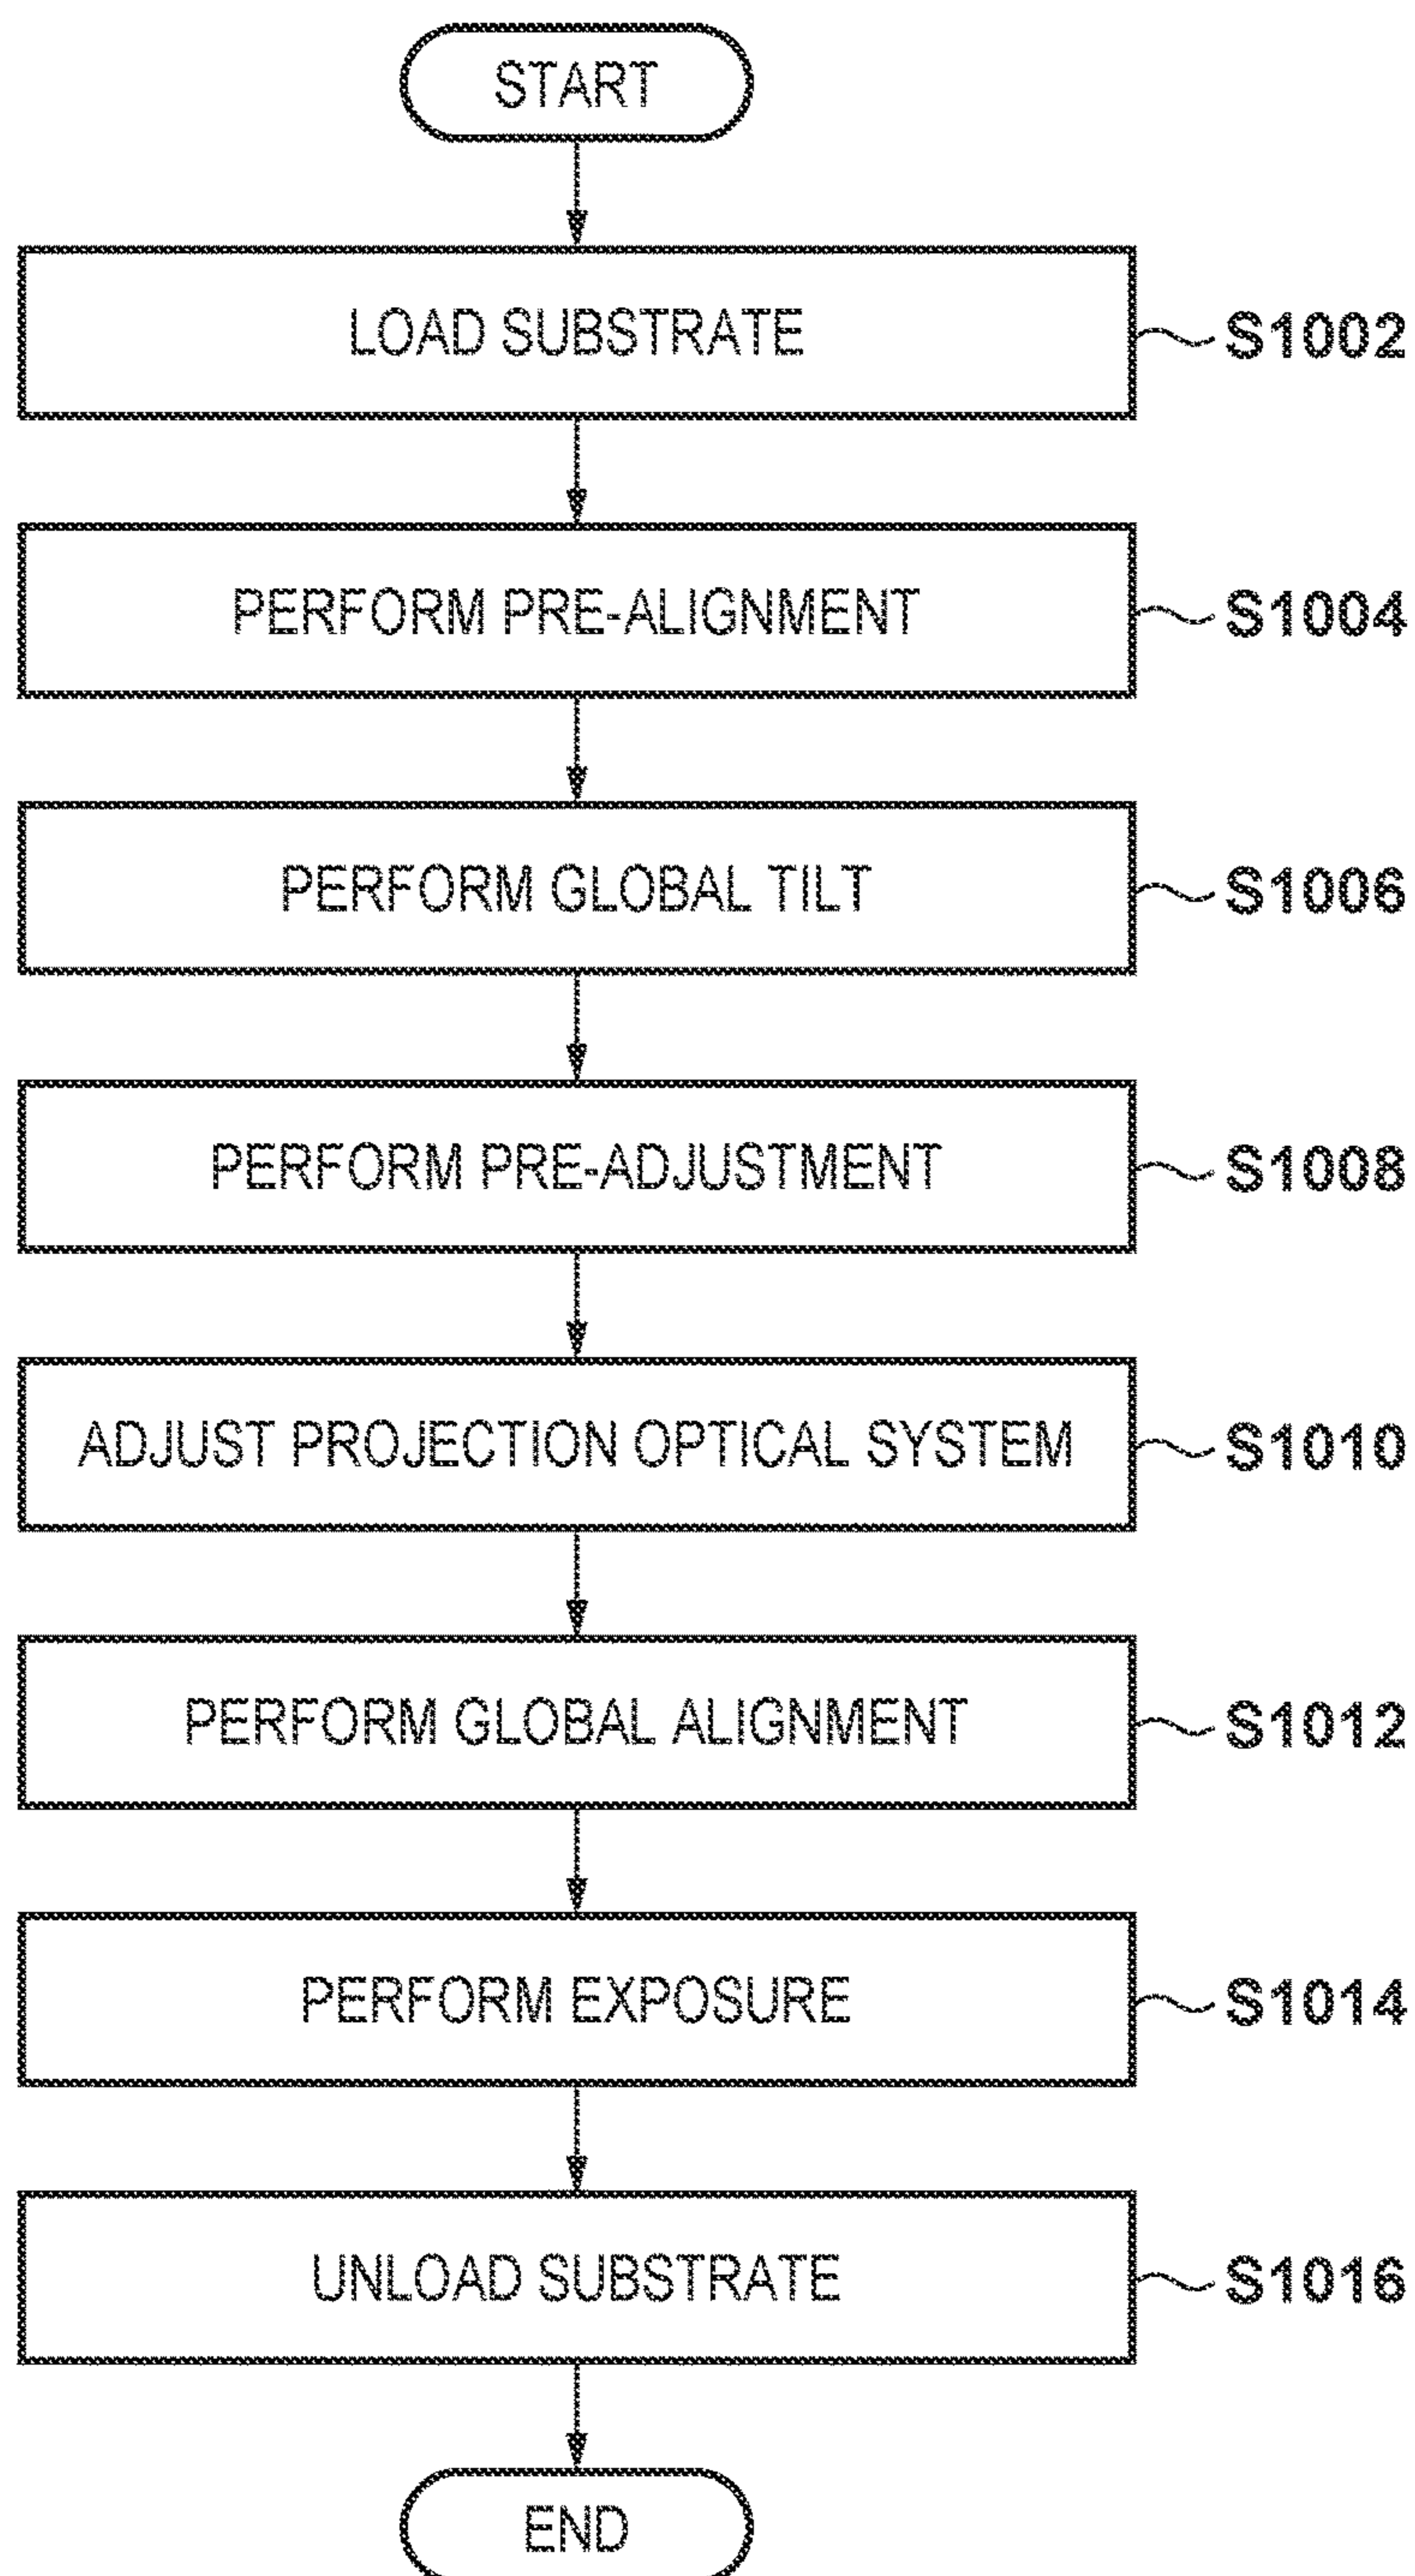 START
LOAD SUBSTRATE S1002
PERFORM PRE-ALIGNMENT S1004
PERFORM GLOBAL TILT S1006
PERFORM PRE-ADJUSTMENT S1008
ADJUST PROJECTION OPTICAL SYSTEM S1010
PERFORM GLOBAL ALIGNMENT S1012
PERFORM EXPOSURE S1014
UNLOAD SUBSTRATE S1016
END